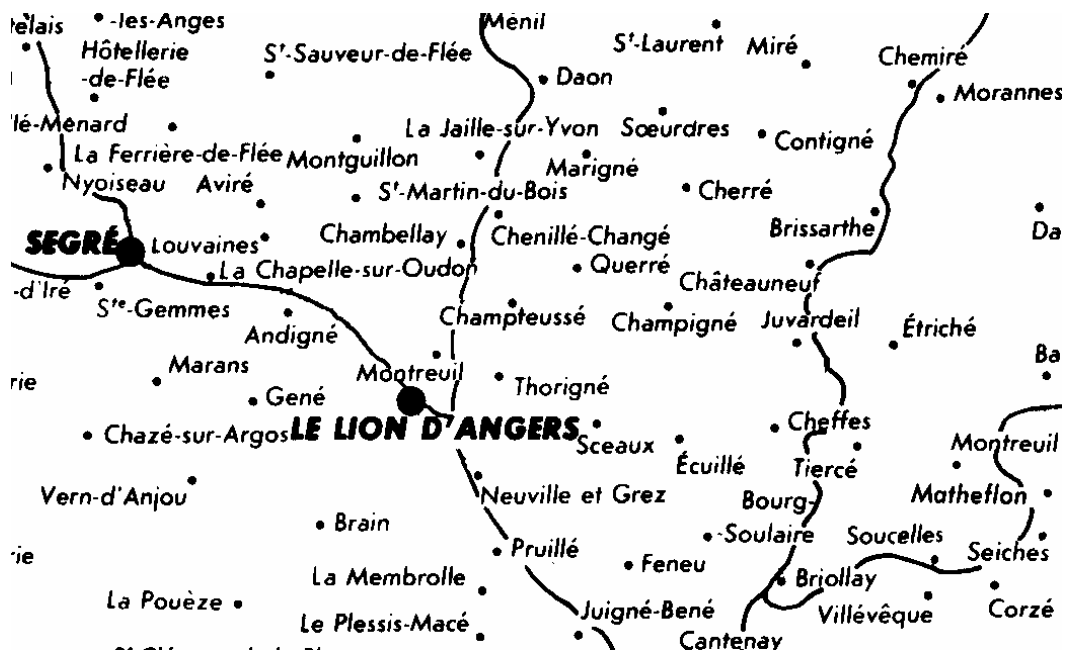 -les-Anges
Ménil
Hôtellerie
-de-Flée
St-Sauveur-de-Flée
St-Laurent
Miré
Chemiré
Daon
Morannes
La Jaille-sur-Yvon
Sœurdres
Contigné
La Ferrière-de-Flée
Montguillon
Marigné
Nyoiseau
Aviré
St-Martin-du-Bois
Cherré
SEGRÉ
Louvaines
Chambellay
Chenillé-Changé
Brissarthe
Da
La Chapelle-sur-Oudon
Querré
Châteauneuf
-d'Iré
Ste-Gemmes
Andigné
Champteussé
Champigné
Juvardeil
Étriché
Marans
Montreuil
Thorigné
Ba
rie
Gené
Chazé-sur-Argos
LE LION D'ANGERS
Sceaux
Cheffes
Montreuil
Écuillé
Tiercé
Vern-d'Anjou
Neuville et Grez
Bourg-
-Soulaire
Matheflon
Brain
Pruillé
Feneu
Soucelles
Seiches
rie
La Membrolle
Briollay
La Pouèze
Le Plessis-Macé
Juigné-Bené
Villévêque
Corzé
Cantenay